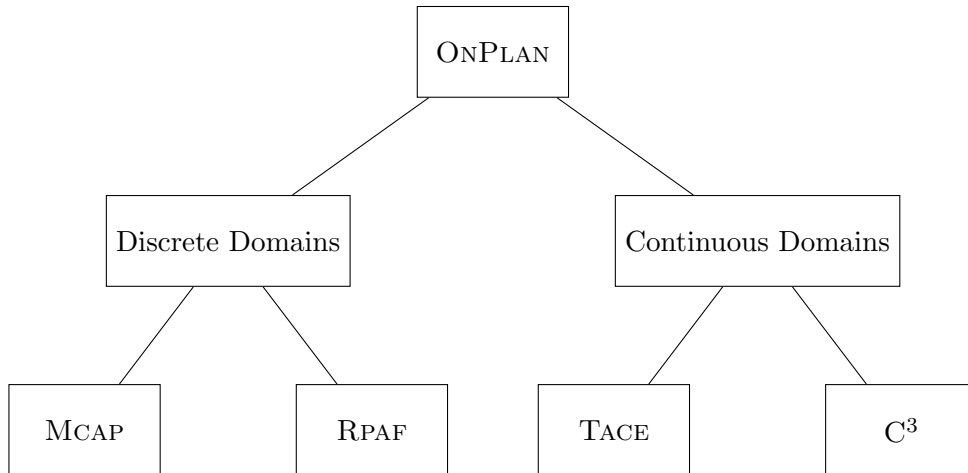 ONPLAN
Discrete Domains
Continuous Domains
MCAP
RPAF
TACE
C³